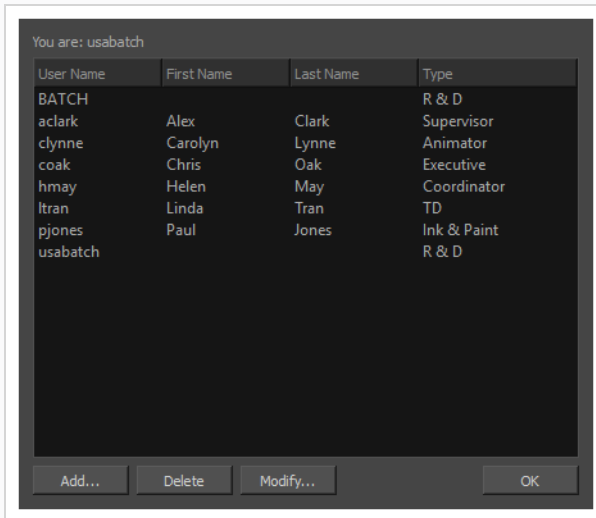 You are: usabatch
User Name First Name Last Name Type
BATCH R & D
aclark Alex Clark Supervisor
clynne Carolyn Lynne Animator
coak Chris Oak Executive
hmay Helen May Coordinator
ltran Linda Tran TD
pjones Paul Jones Ink & Paint
usabatch R & D
Add... Delete Modify... OK